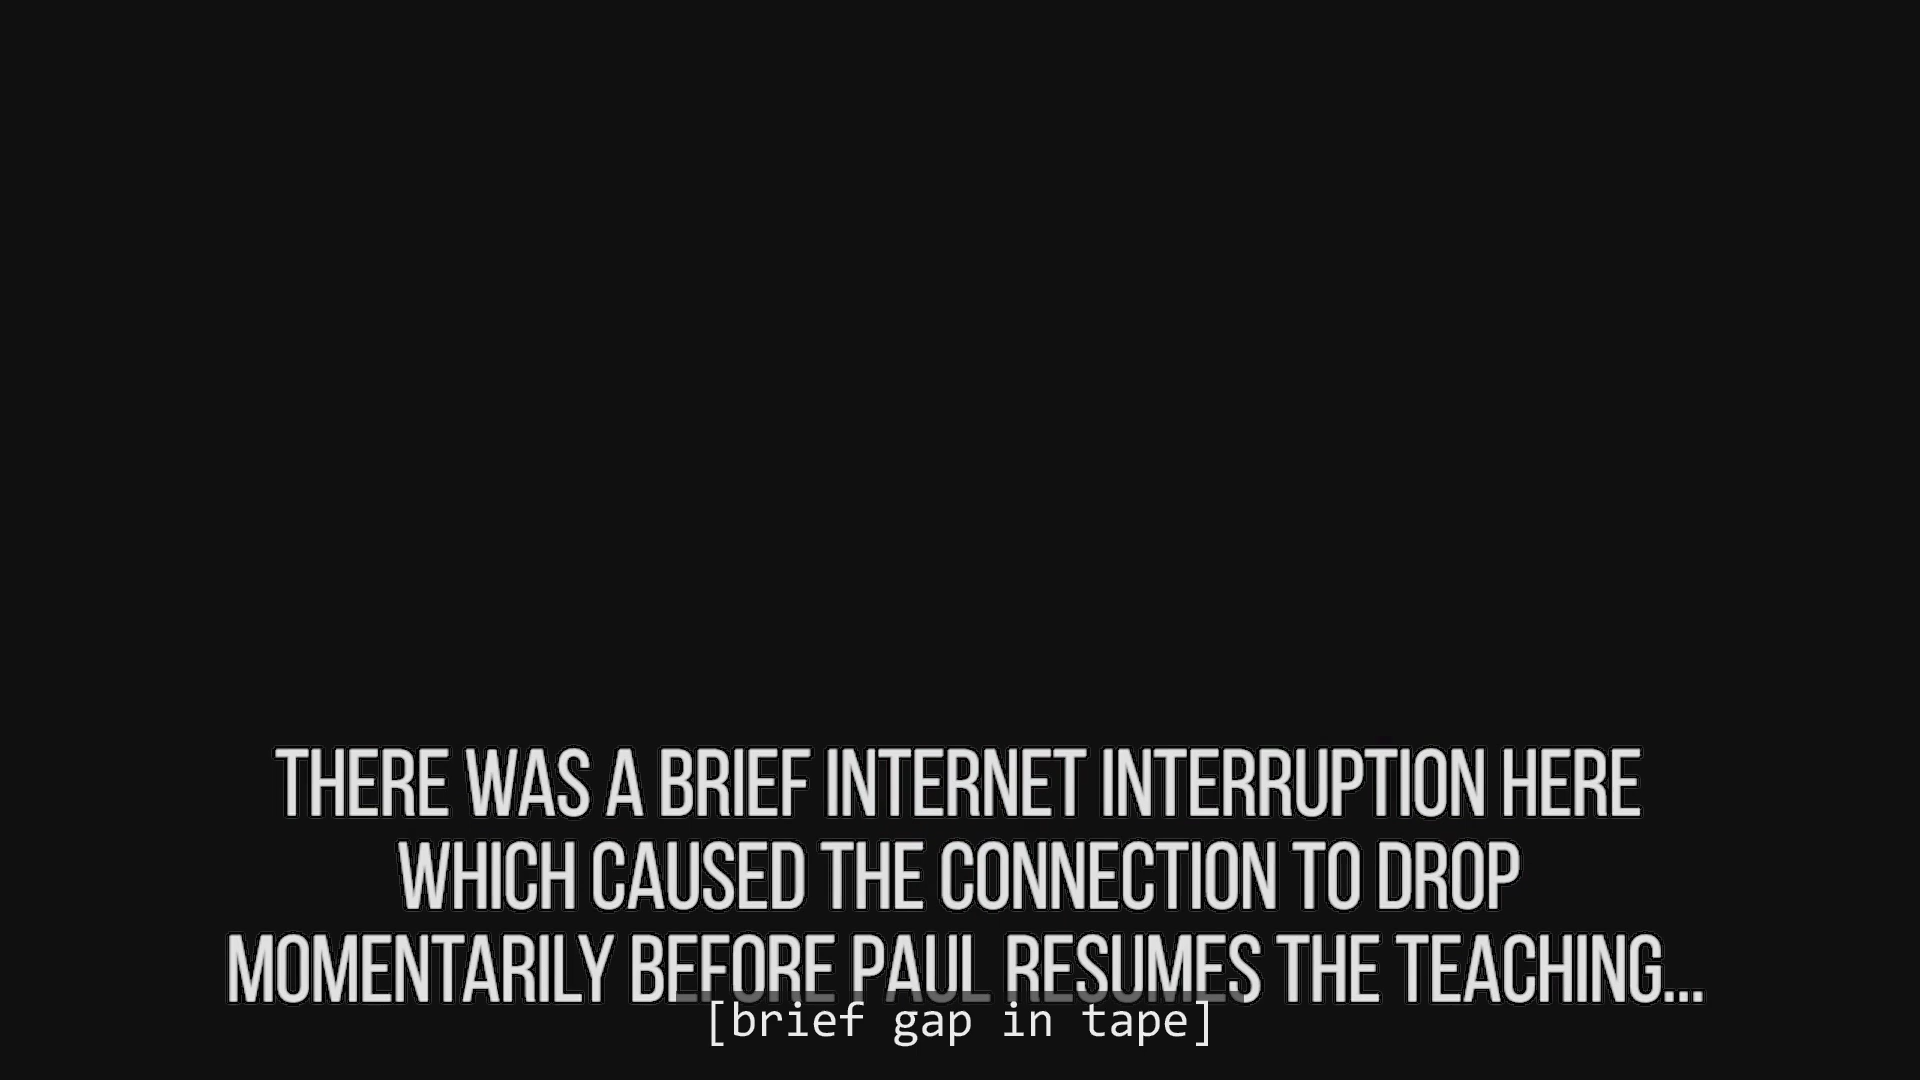 THERE WAS A BRIEF INTERNET INTERRUPTION HERE
WHICH CAUSED THE CONNECTION TO DROP
MOMENTARILY BEFORE PAUL RESUMES THE TEACHING...
[brief gap in tape]